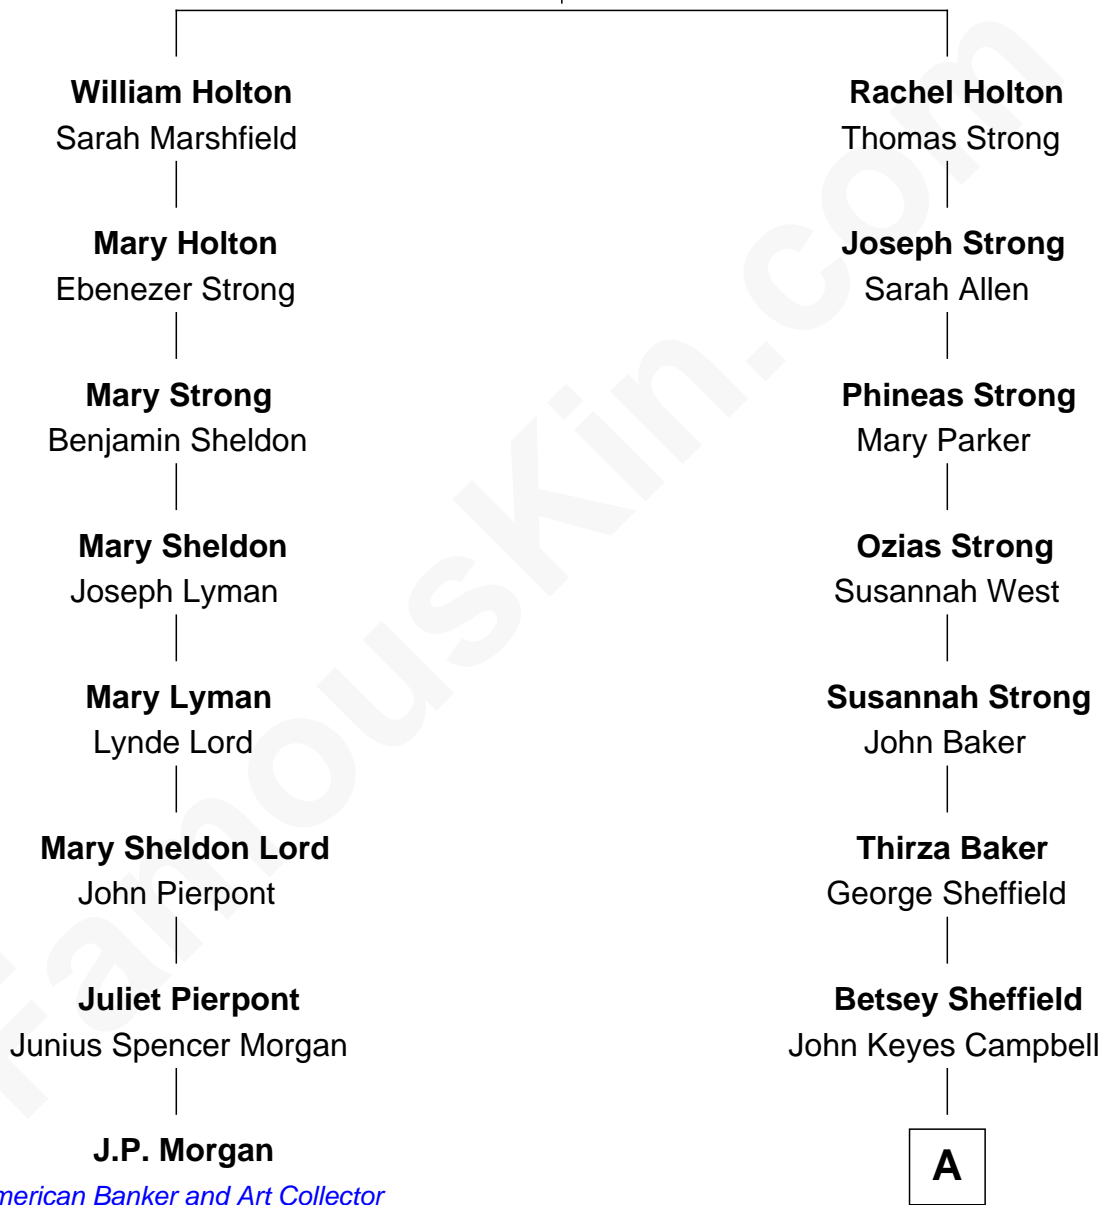 William Holton
Sarah Marshfield
Mary Holton
Ebenezer Strong
Mary Strong
Benjamin Sheldon
Mary Sheldon
Joseph Lyman
Mary Lyman
Lynde Lord
Mary Sheldon Lord
John Pierpont
Juliet Pierpont
Junius Spencer Morgan
J.P. Morgan
merican Banker and Art Collector
Rachel Holton
Thomas Strong
Joseph Strong
Sarah Allen
Phineas Strong
Mary Parker
Ozias Strong
Susannah West
Susannah Strong
John Baker
Thirza Baker
George Sheffield
Betsey Sheffield
John Keyes Campbell
A
FamousKin.com